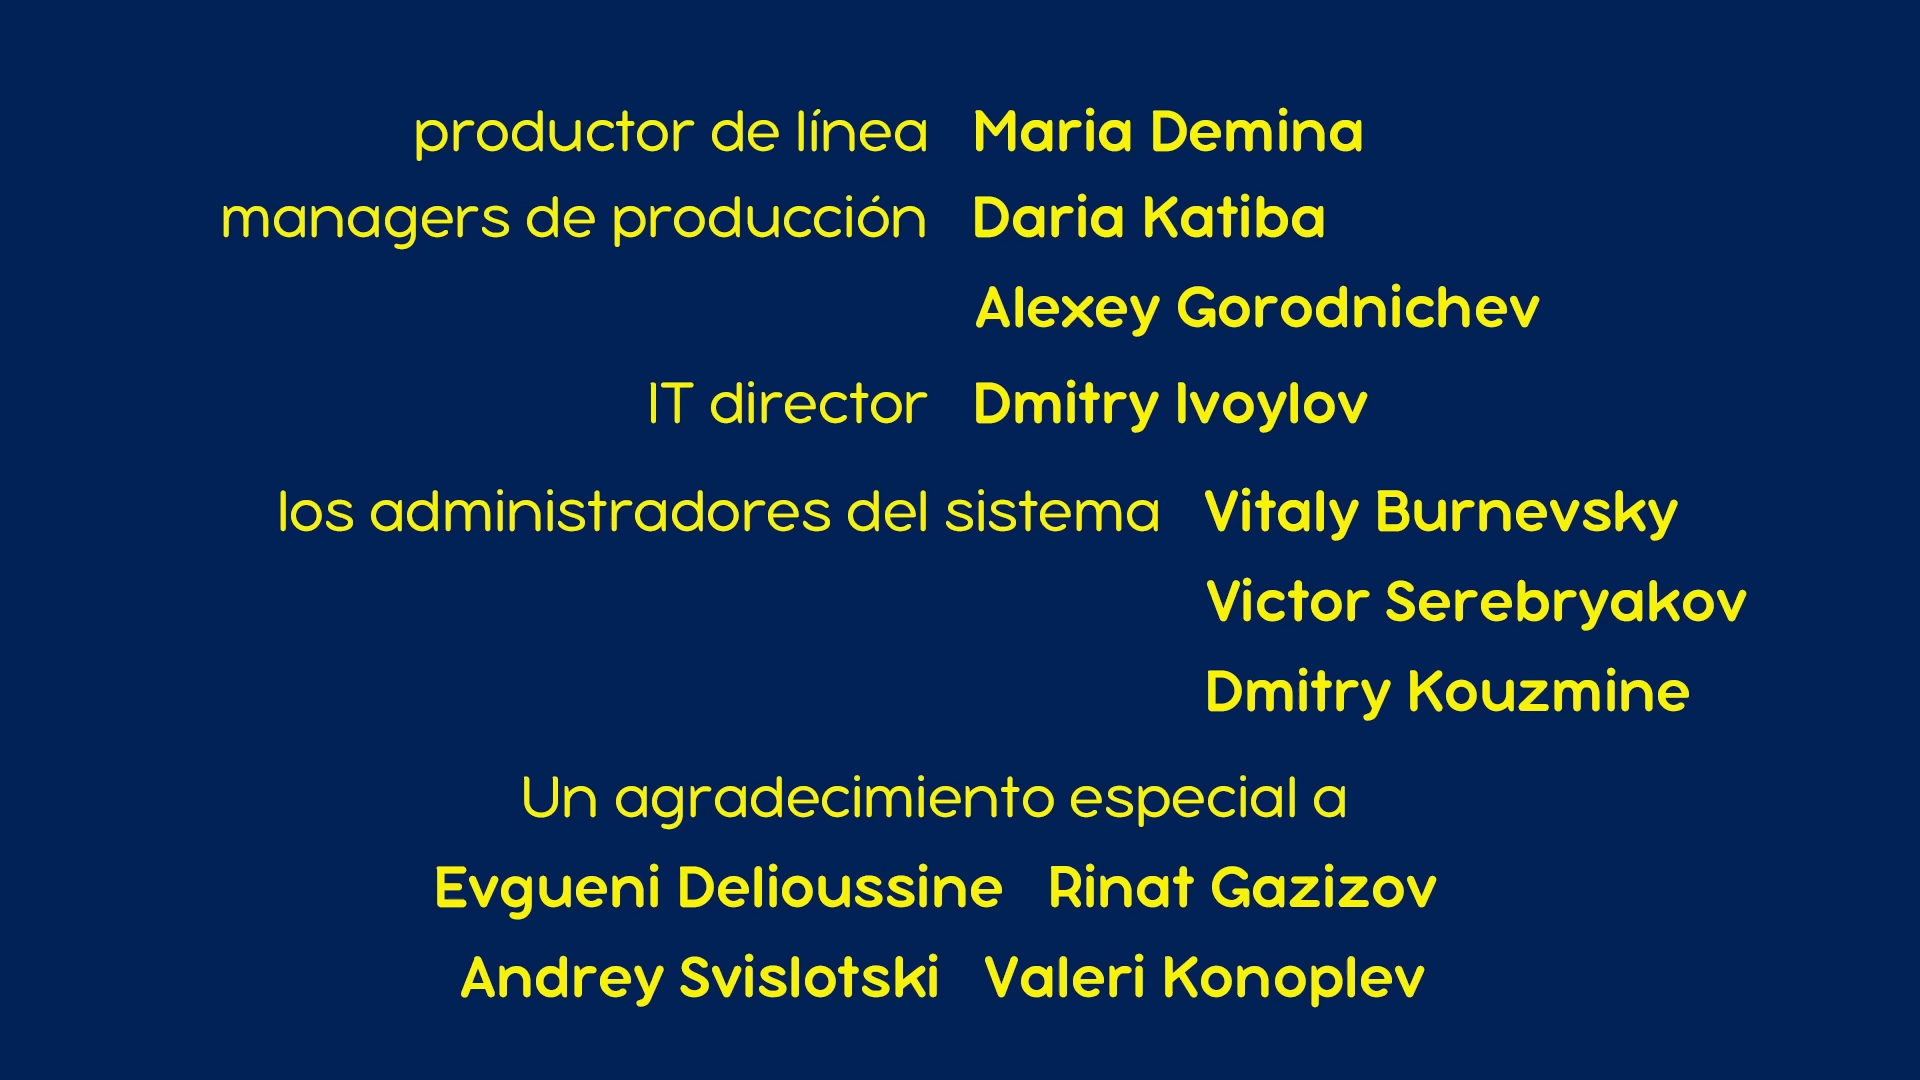 productor de línea Maria Demina
managers de producción Daria Katiba
Alexey Gorodnichev
IT director Dmitry Ivoylov
los administradores del sistema Vitaly Burnevsky
Victor Serebryakov
Dmitry Kouzmine
Un agradecimiento especial a
Evgueni Delioussine Rinat Gazizov
Andrey Svislotski Valeri Konoplev